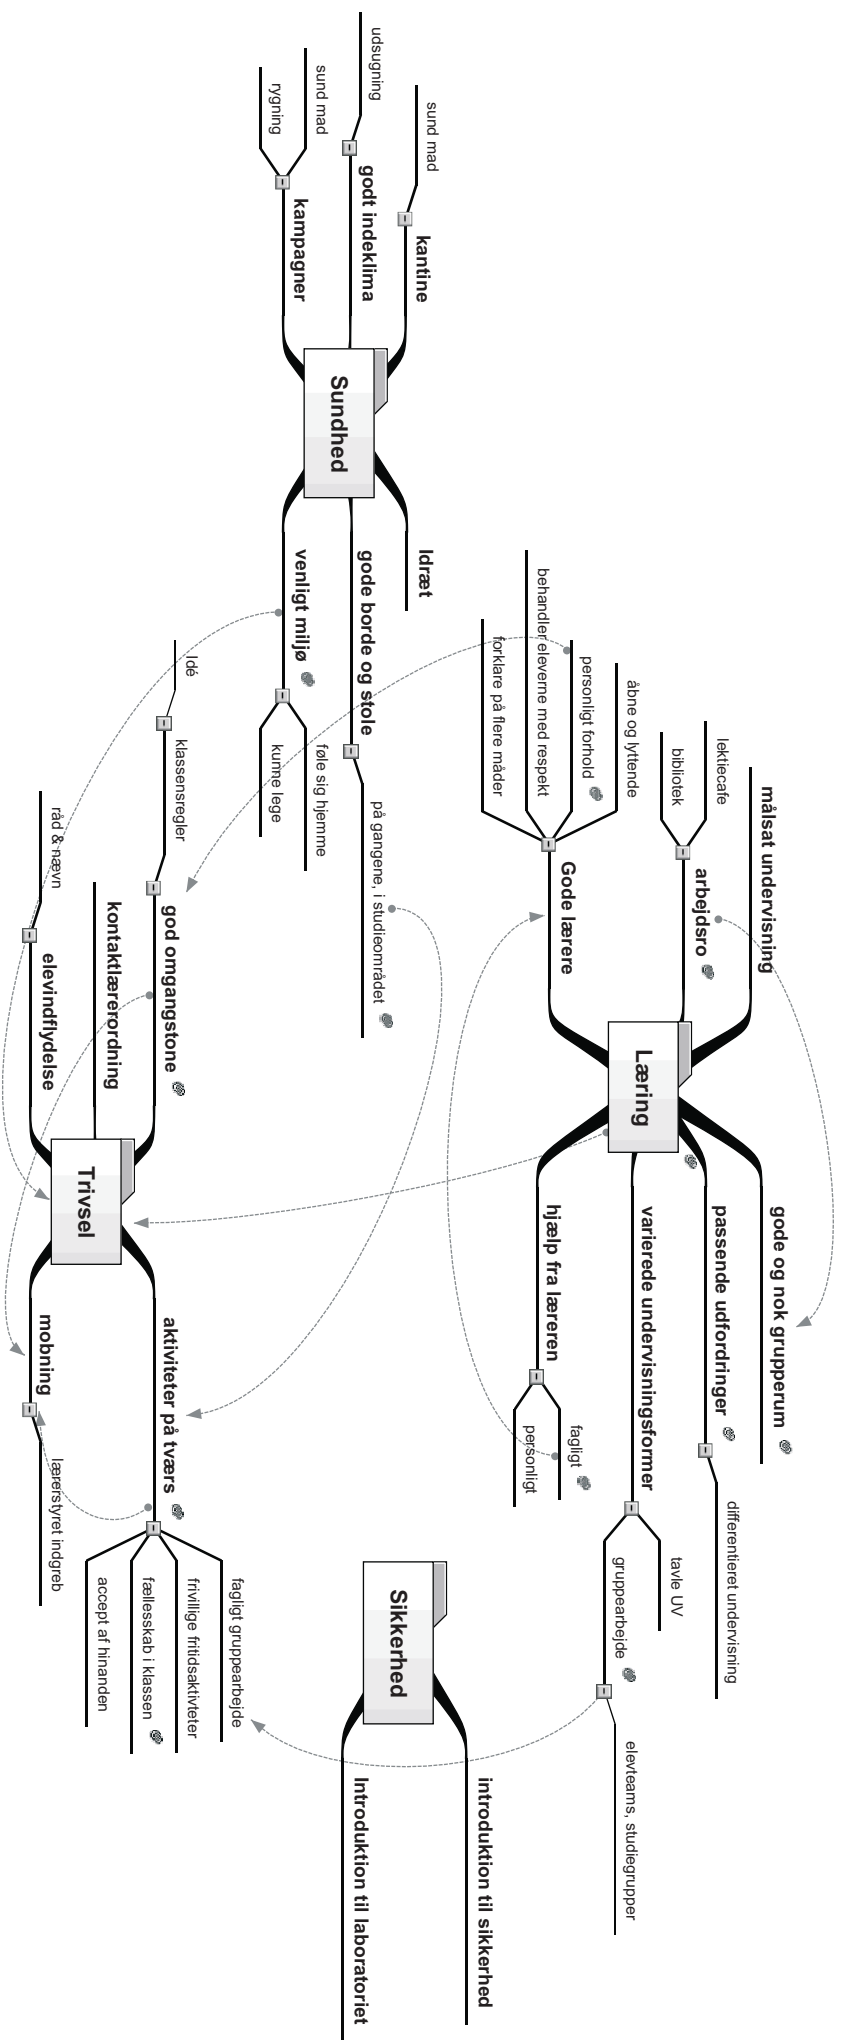 målsat undervisning
lektiecafe
bibliotek
arbejdsro
åbne og lyttende
personligt forhold
behandler eleverne med respekt
forklare på flere måder
Gode lærere
Læring
gode og nok grupperum
passende udfordringer
differentieret undervisning
varierede undervisningsformer
tavle UV
gruppearbejde
elevteams, studiegrupper
hjælp fra læreren
fagligt
personligt
sund mad
kantine
udsugning
godt indeklima
sund mad
rygning
kampagner
Sundhed
Idræt
gode borde og stole
på gangene, i studieområdet
venligt miljø
føle sig hjemme
kunne lege
Sikkerhed
introduktion til sikkerhed
Introduktion til laboratoriet
Idé
klassensregler
god omgangstone
kontaktlærerordning
råd & nævn
elevindflydelse
Trivsel
aktiviteter på tværs
fagligt gruppearbejde
frivillige fritidsaktivteter
fællesskab i klassen
accept af hinanden
mobning
lærerstyret indgreb